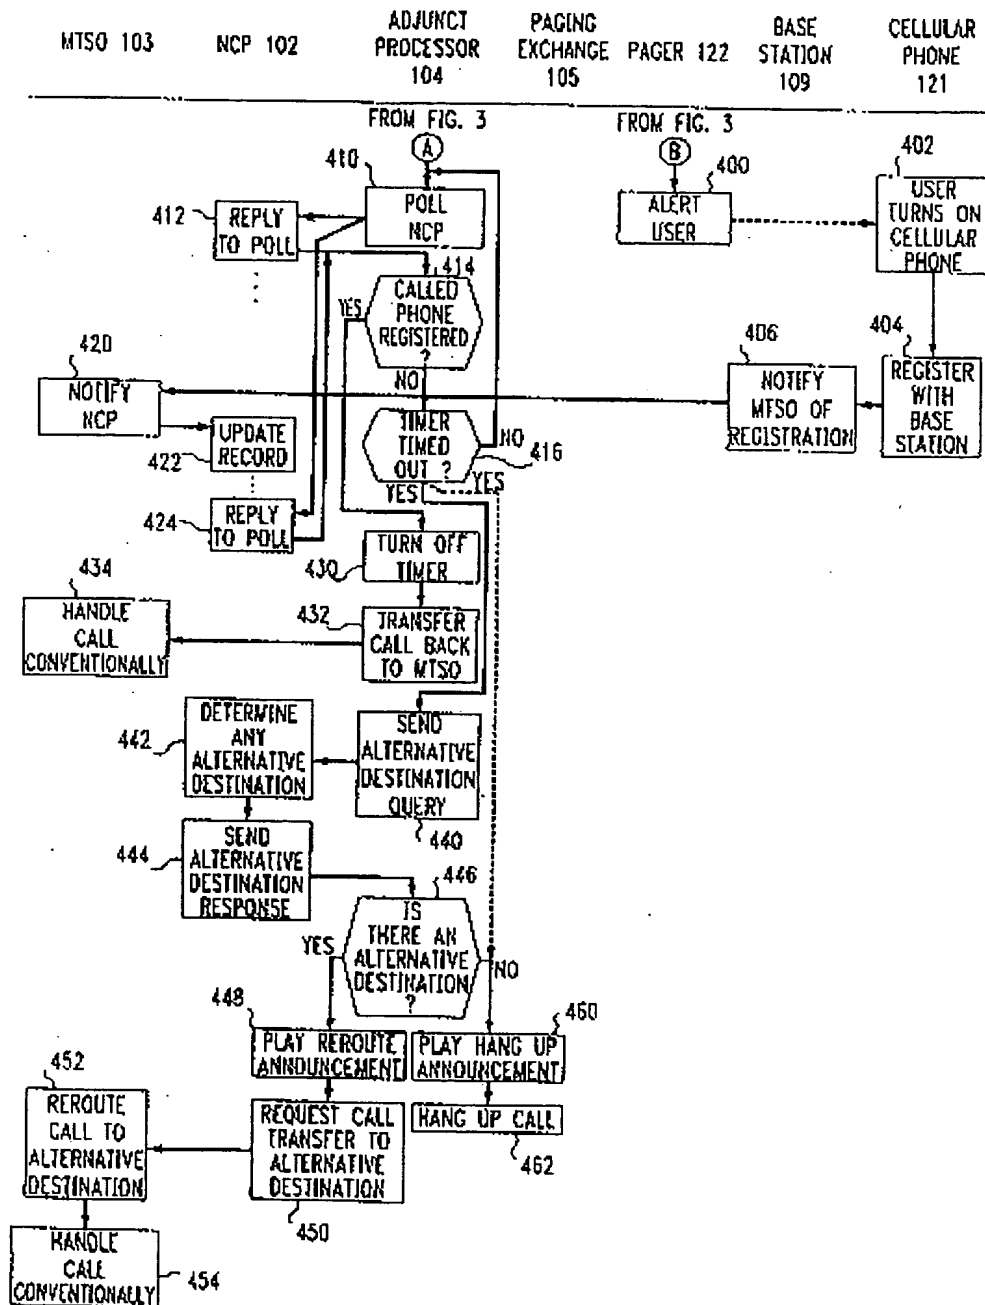 MTSO 103
NCP 102
ADJUNCT
PROCESSOR
104
PAGING
EXCHANGE
105
PAGER 122
BASE
STATION
109
CELLULAR
PHONE
121
FROM FIG. 3
A
FROM FIG. 3
B
410
POLL
NCP
412
REPLY
TO POLL
400
ALERT
USER
402
USER
TURNS ON
CELLULAR
PHONE
414
CALLED
PHONE
REGISTERED
?
YES
NO
404
REGISTER
WITH
BASE
STATION
406
NOTIFY
MTSO OF
REGISTRATION
420
NOTIFY
NCP
UPDATE
RECORD
422
TIMER
TIMED
OUT ?
NO
416
YES
YES
REPLY
TO POLL
424
TURN OFF
TIMER
430
434
HANDLE
CALL
CONVENTIONALLY
432
TRANSFER
CALL BACK
TO MTSO
442
DETERMINE
ANY
ALTERNATIVE
DESTINATION
SEND
ALTERNATIVE
DESTINATION
QUERY
440
444
SEND
ALTERNATIVE
DESTINATION
RESPONSE
446
IS
THERE AN
ALTERNATIVE
DESTINATION
?
YES
NO
448
PLAY REROUTE
ANNOUNCEMENT
460
PLAY HANG UP
ANNOUNCEMENT
452
REROUTE
CALL TO
ALTERNATIVE
DESTINATION
REQUEST CALL
TRANSFER TO
ALTERNATIVE
DESTINATION
450
HANG UP CALL
462
HANDLE
CALL
CONVENTIONALLY
454